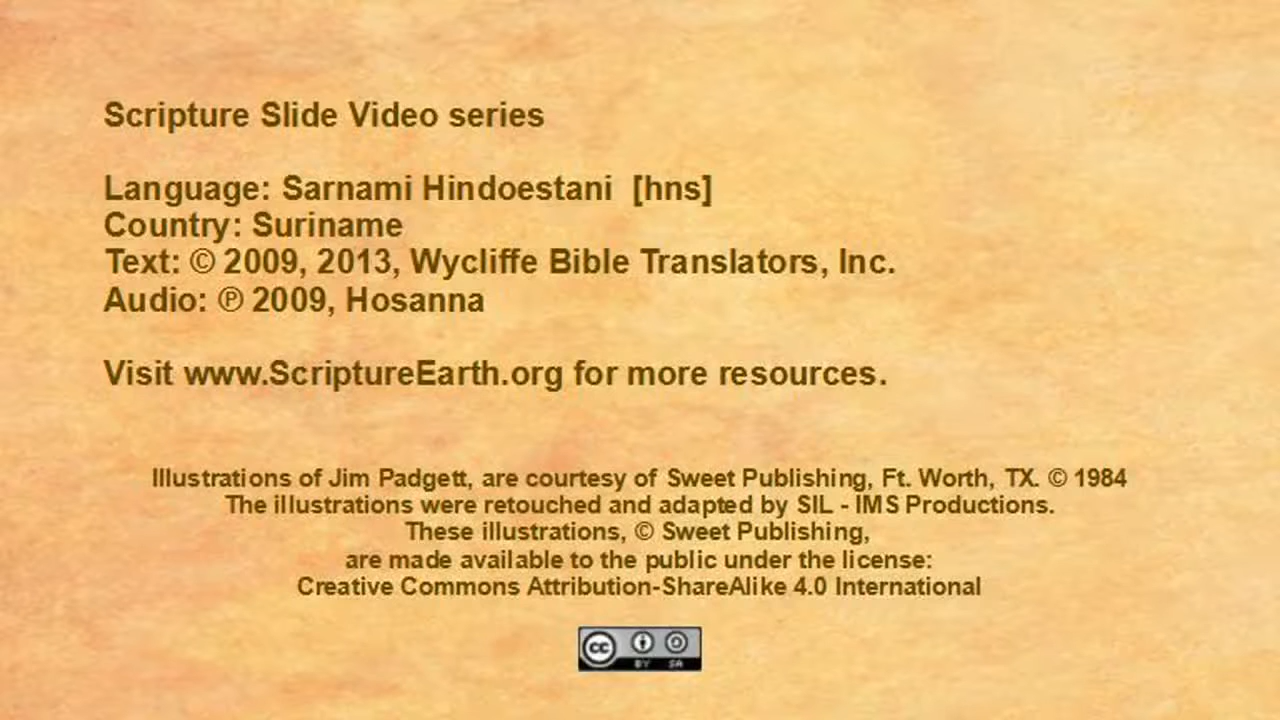 Scripture Slide Video series
Language: Sarnami Hindoestani [hns]
Country: Suriname
Text: © 2009, 2013, Wycliffe Bible Translators, Inc.
Audio: ℗ 2009, Hosanna
Visit www.ScriptureEarth.org for more resources.
Illustrations of Jim Padgett, are courtesy of Sweet Publishing, Ft. Worth, TX. © 1984
The illustrations were retouched and adapted by SIL - IMS Productions.
These illustrations, © Sweet Publishing,
are made available to the public under the license:
Creative Commons Attribution-ShareAlike 4.0 International
cc BY SA